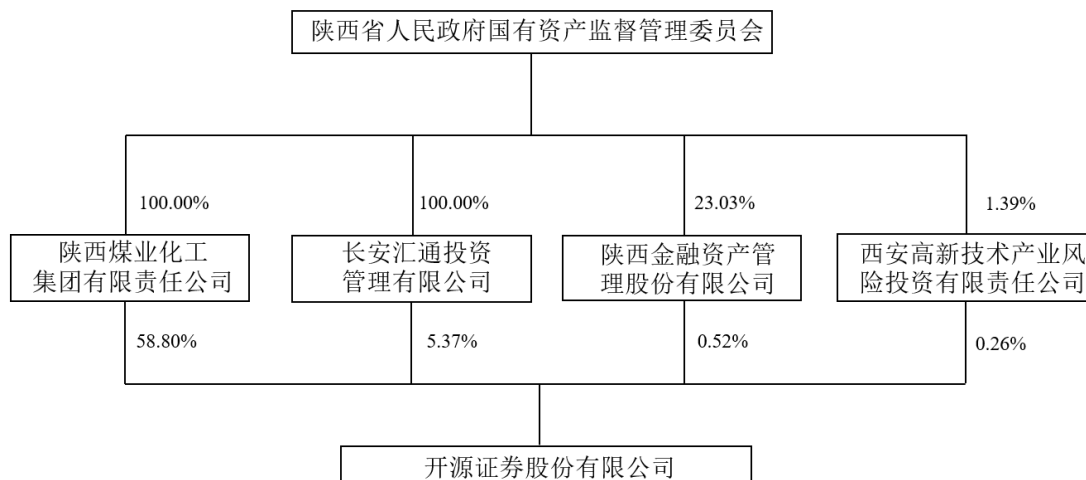 陕西省人民政府国有资产监督管理委员会
100.00%
100.00%
23.03%
1.39%
陕西煤业化工
集团有限责任公司
长安汇通投资
管理有限公司
陕西金融资产管
理股份有限公司
西安高新技术产业风
险投资有限责任公司
58.80%
5.37%
0.52%
0.26%
开源证券股份有限公司